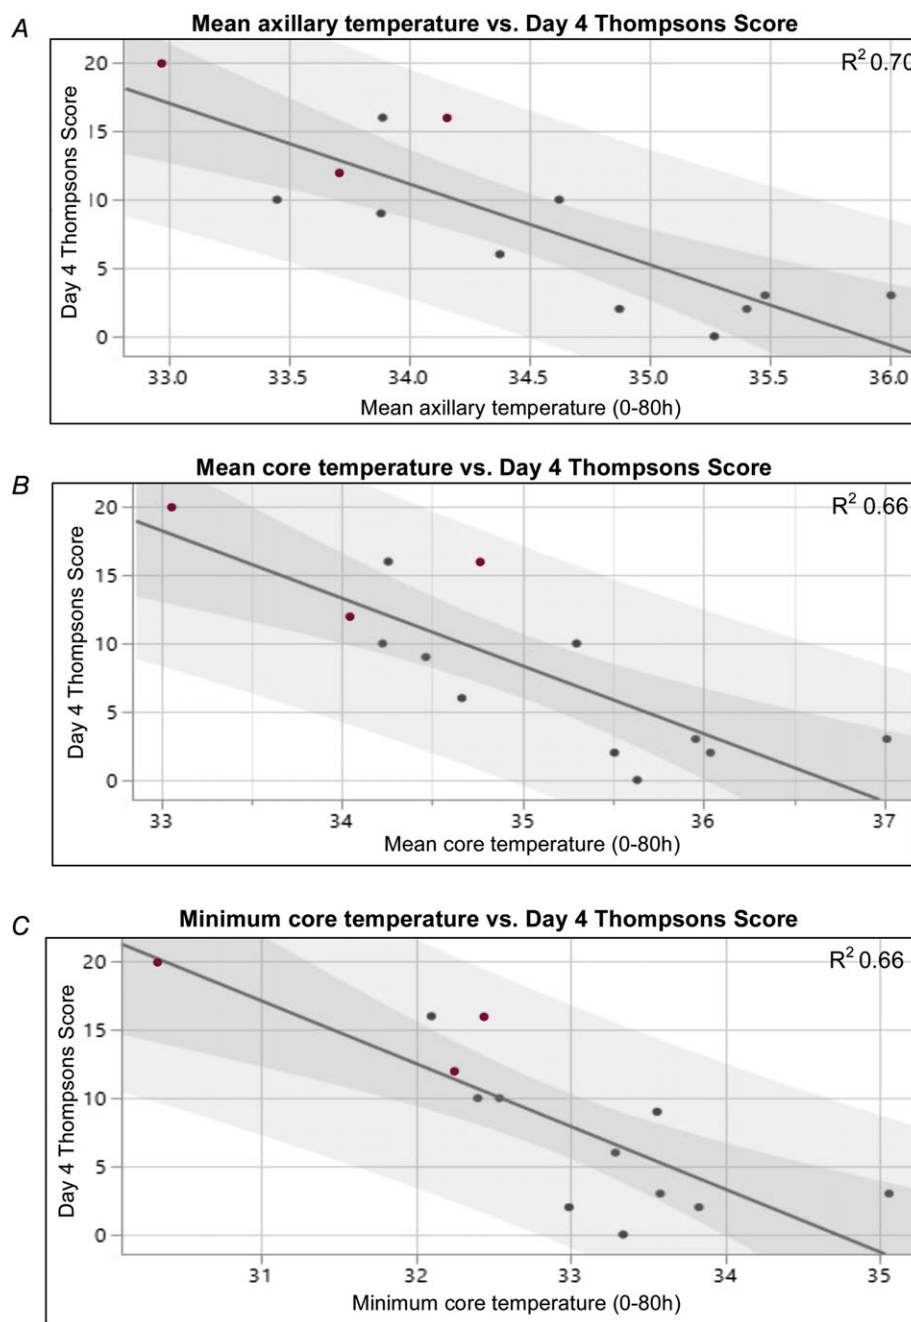 A
Mean axillary temperature vs. Day 4 Thompsons Score
R² 0.70
Day 4 Thompsons Score
20
15
10
5
0
33.0 33.5 34.0 34.5 35.0 35.5 36.0
Mean axillary temperature (0-80h)
B
Mean core temperature vs. Day 4 Thompsons Score
R² 0.66
Day 4 Thompsons Score
20
15
10
5
0
33 34 35 36 37
Mean core temperature (0-80h)
C
Minimum core temperature vs. Day 4 Thompsons Score
R² 0.66
Day 4 Thompsons Score
20
15
10
5
0
31 32 33 34 35
Minimum core temperature (0-80h)